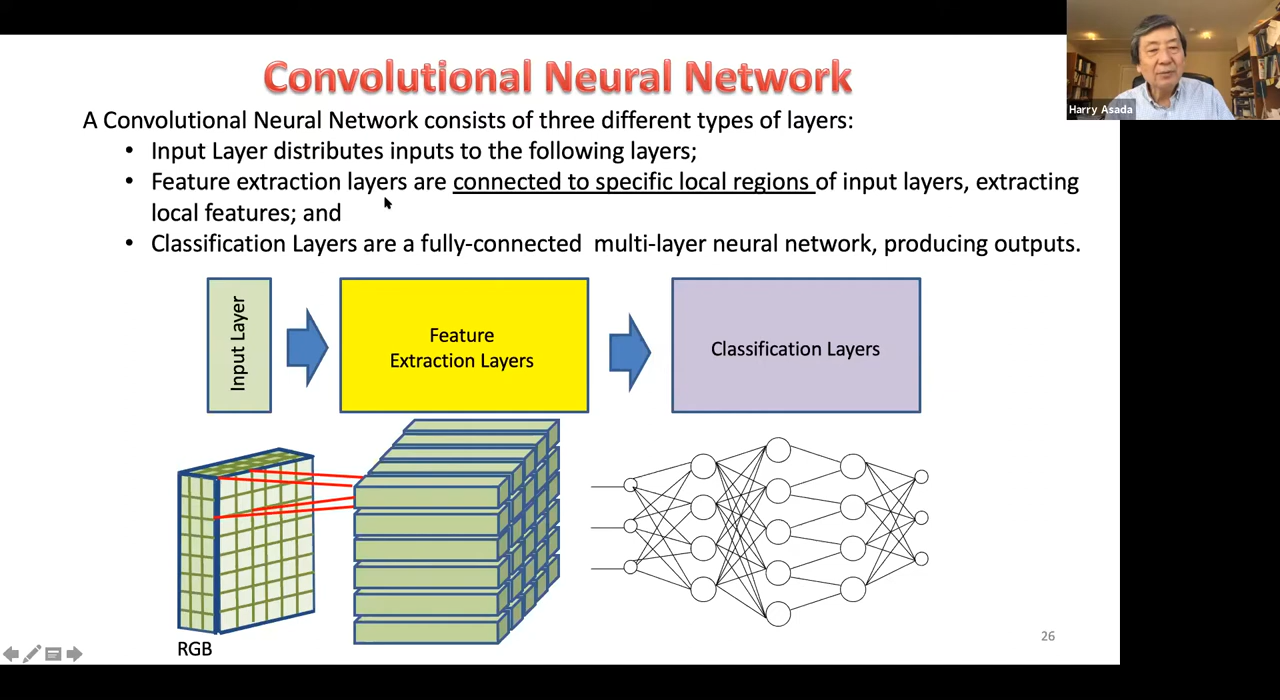 Convolutional Neural Network
Harry Asada
A Convolutional Neural Network consists of three different types of layers:
• Input Layer distributes inputs to the following layers;
• Feature extraction layers are connected to specific local regions of input layers, extracting
local features; and
• Classification Layers are a fully-connected multi-layer neural network, producing outputs.
Input Layer
Feature
Extraction Layers
Classification Layers
RGB
26